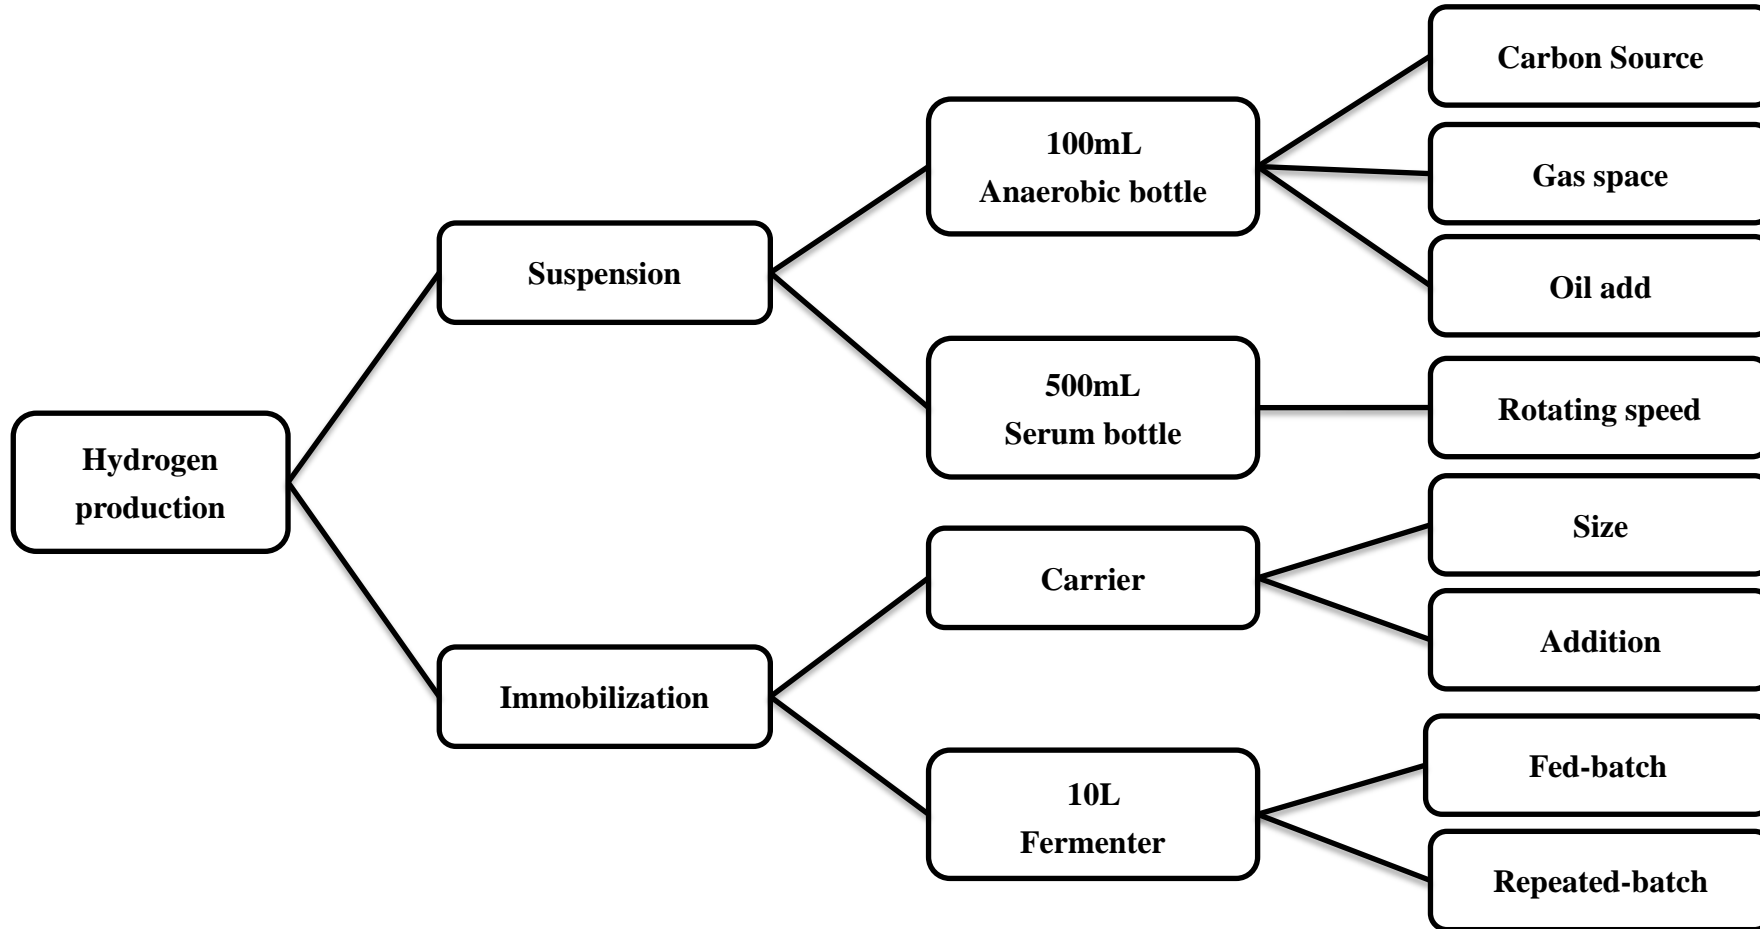 Hydrogen
production
Suspension
Immobilization
100mL
Anaerobic bottle
500mL
Serum bottle
Carrier
10L
Fermenter
Carbon Source
Gas space
Oil add
Rotating speed
Size
Addition
Fed-batch
Repeated-batch